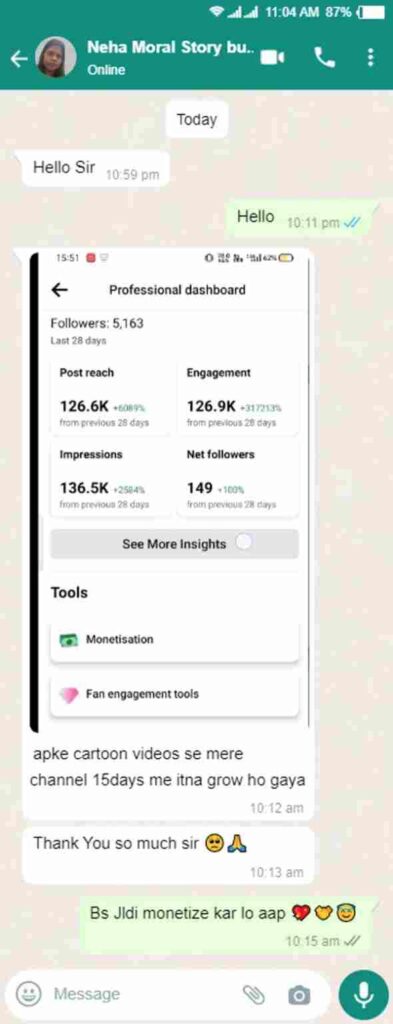 11:04 AM 87%
Neha Moral Story bu..
Online
Today
Hello Sir 10:59 pm
Hello 10:11 pm
15:51 62%
Professional dashboard
Followers: 5,163
Last 28 days
Post reach Engagement
126.6K +6089% 126.9K +317213%
from previous 28 days from previous 28 days
Impressions Net followers
136.5K +2584% 149 +100%
from previous 28 days from previous 28 days
See More Insights
Tools
Monetisation
Fan engagement tools
apke cartoon videos se mere
channel 15days me itna grow ho gaya
10:12 am
Thank You so much sir 🥺🙏
10:13 am
Bs Jldi monetize kar lo aap 💖🤝😇
10:15 am
Message